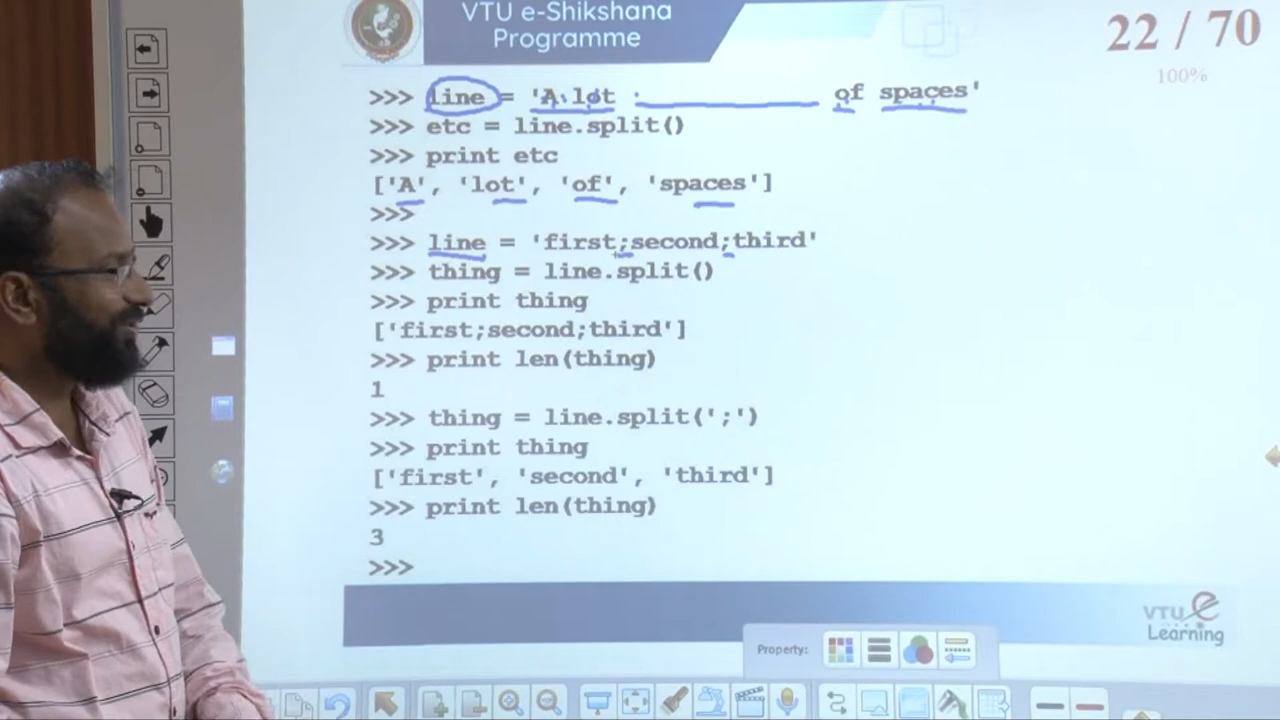 VTU e-Shikshana
Programme
22 / 70
100%
>>> line = 'A lot                    of spaces'
>>> etc = line.split()
>>> print etc
['A', 'lot', 'of', 'spaces']
>>>
>>> line = 'first;second;third'
>>> thing = line.split()
>>> print thing
['first;second;third']
>>> print len(thing)
1
>>> thing = line.split(';')
>>> print thing
['first', 'second', 'third']
>>> print len(thing)
3
>>>
VTU e
Learning
Property: